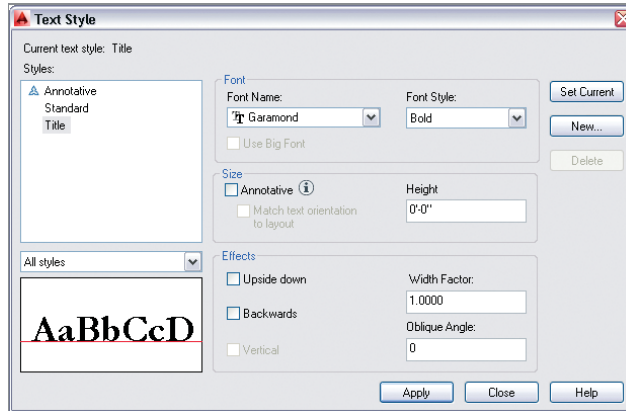 Text Style
Current text style: Title
Styles:
Annotative
Standard
Title
All styles
AaBbCcD
Font
Font Name:
Garamond
Font Style:
Bold
Use Big Font
Size
Annotative
Match text orientation
to layout
Height
0'-0"
Effects
Upside down
Backwards
Vertical
Width Factor:
1.0000
Oblique Angle:
0
Set Current
New...
Delete
Apply
Close
Help